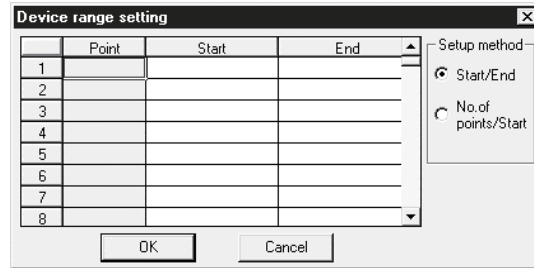 Device range setting
Point Start End
1
2
3
4
5
6
7
8
Setup method
Start/End
No.of
points/Start
OK Cancel